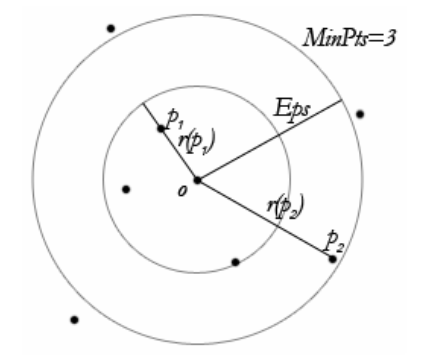 MinPts=3
Eps
p₁
r(p₁)
o
r(p₂)
p₂